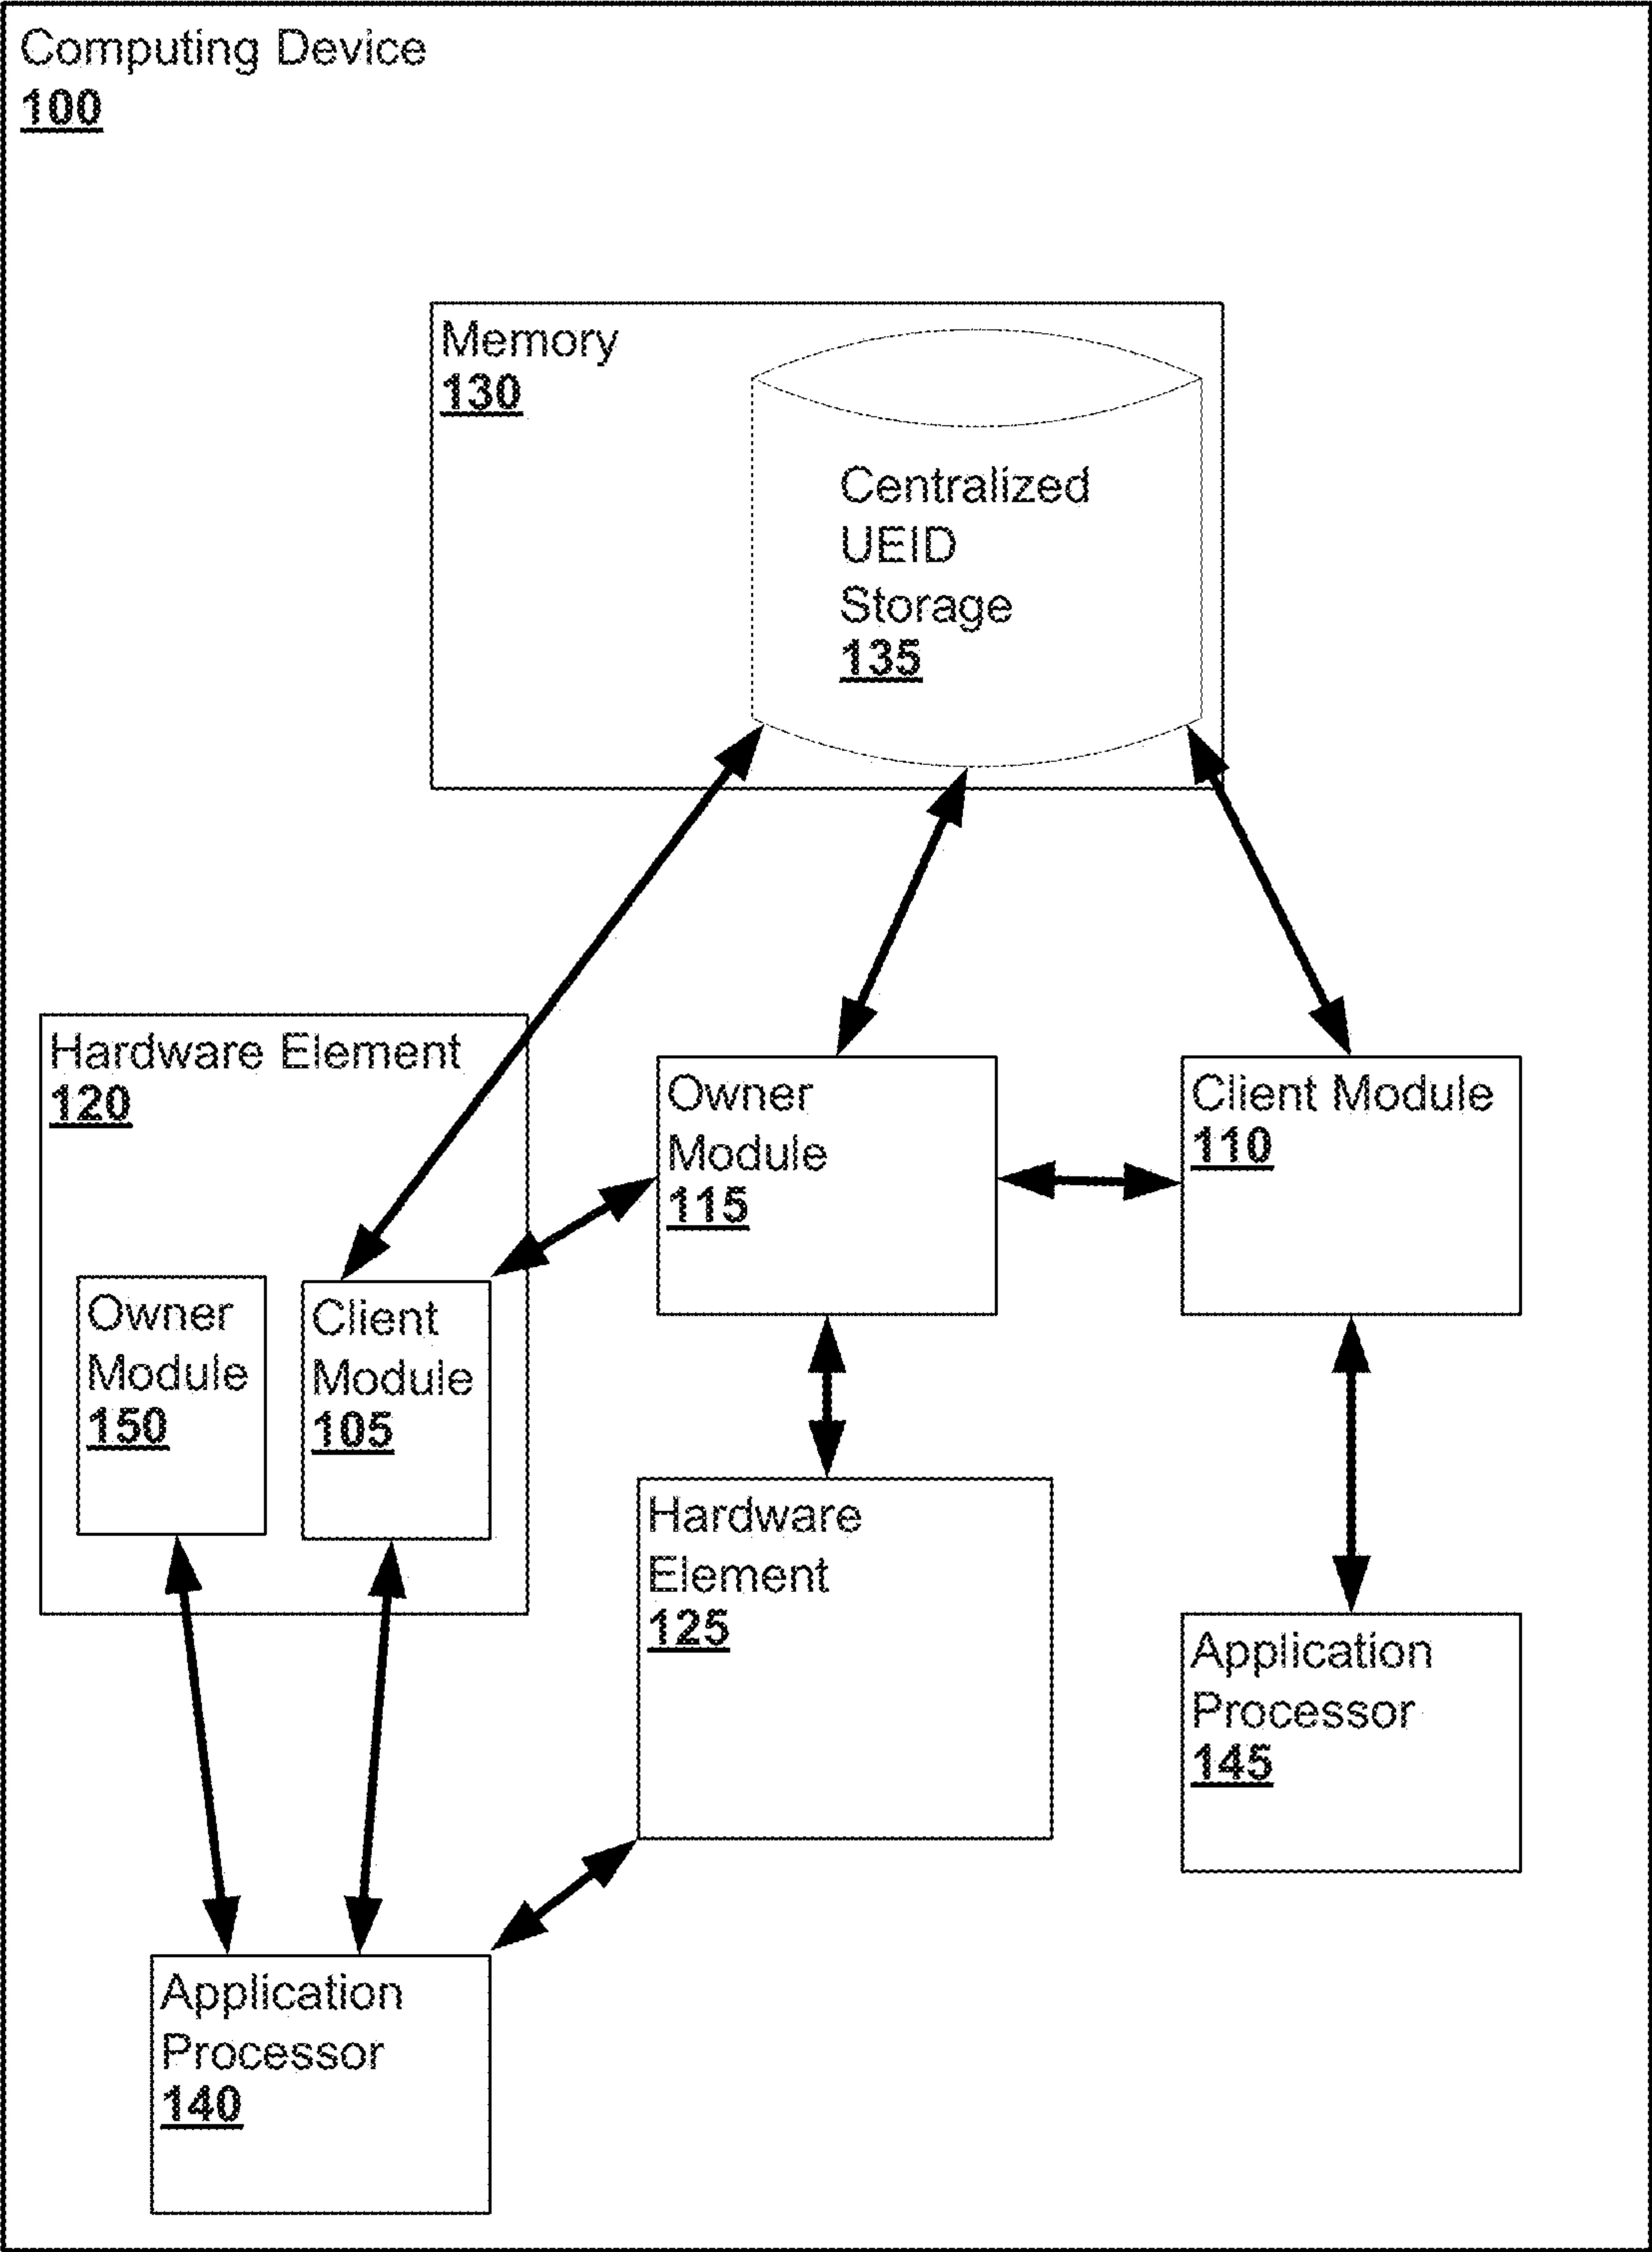 Computing Device
100
Memory
130
Centralized
UEID
Storage
135
Hardware Element
120
Owner
Module
115
Client Module
110
Owner
Module
150
Client
Module
105
Hardware
Element
125
Application
Processor
145
Application
Processor
140